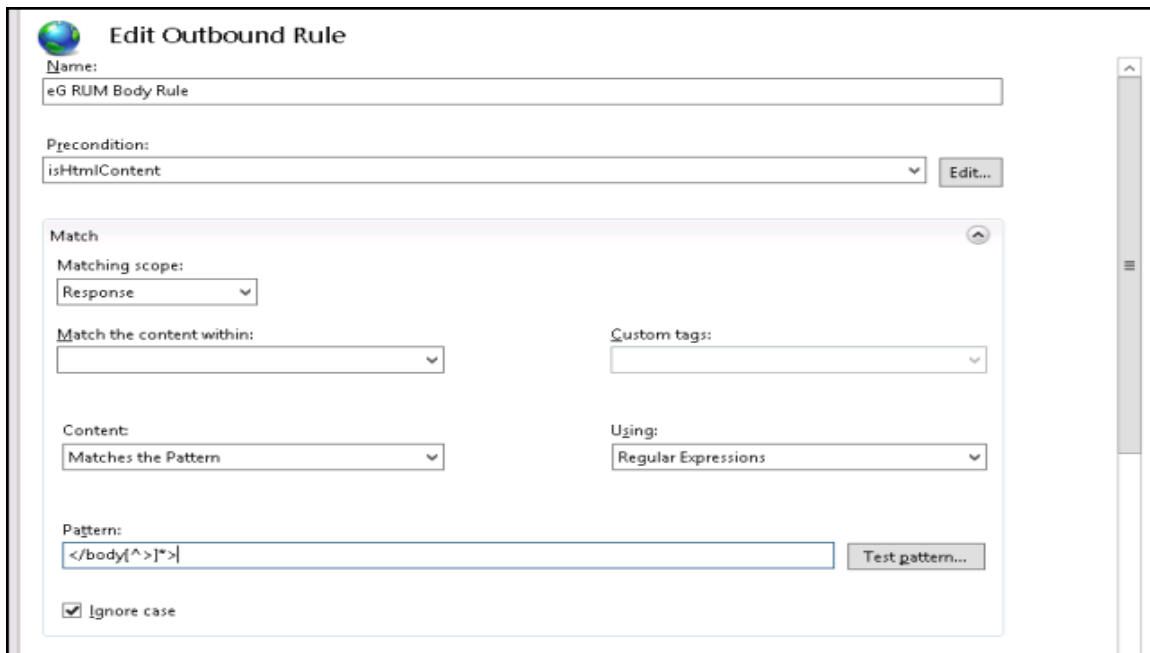 Edit Outbound Rule
Name:
eG RUM Body Rule
Precondition:
isHtmlContent
Edit...
Match
Matching scope:
Response
Match the content within:
Custom tags:
Content:
Using:
Matches the Pattern
Regular Expressions
Pattern:
</body[^>]*>
Test pattern...
Ignore case